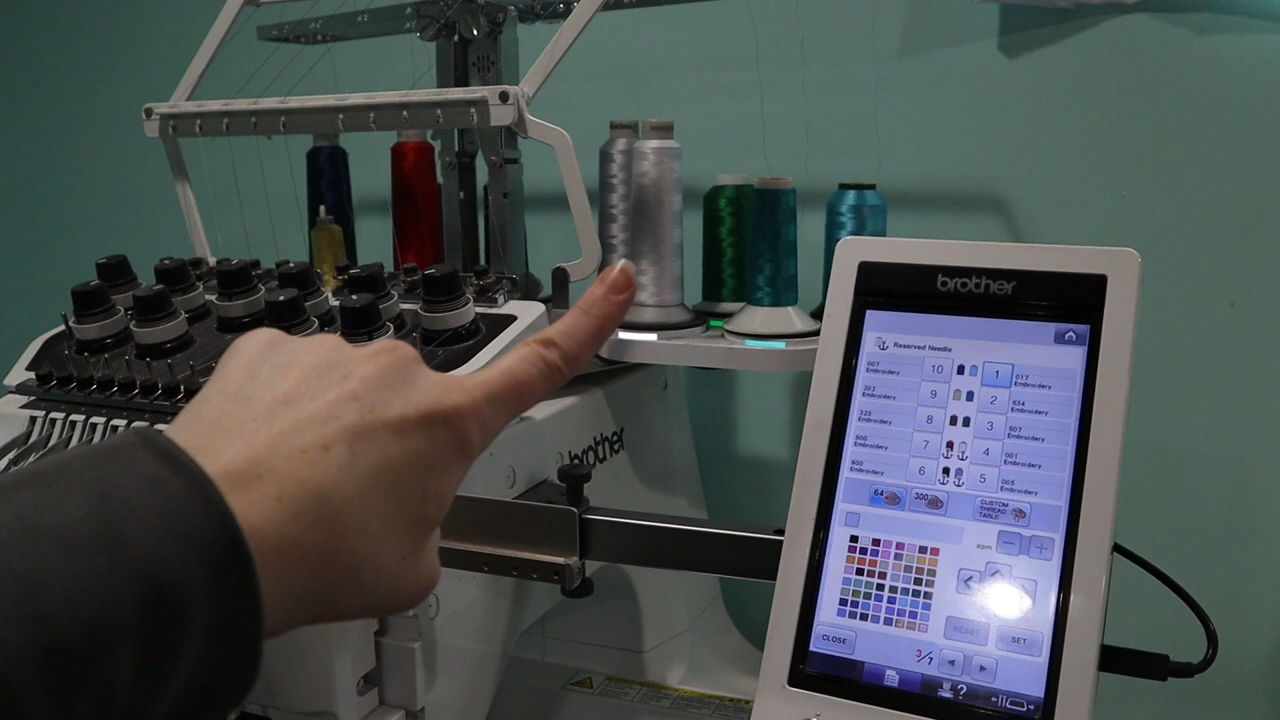 brother
brother
Reserved Needle
007
Embroidery
10
1
017
Embroidery
202
Embroidery
9
2
534
Embroidery
323
Embroidery
8
3
507
Embroidery
800
Embroidery
7
4
001
Embroidery
800
Embroidery
6
5
005
Embroidery
64
300
CUSTOM
THREAD
TABLE
spm
RESET
SET
CLOSE
3/7
?